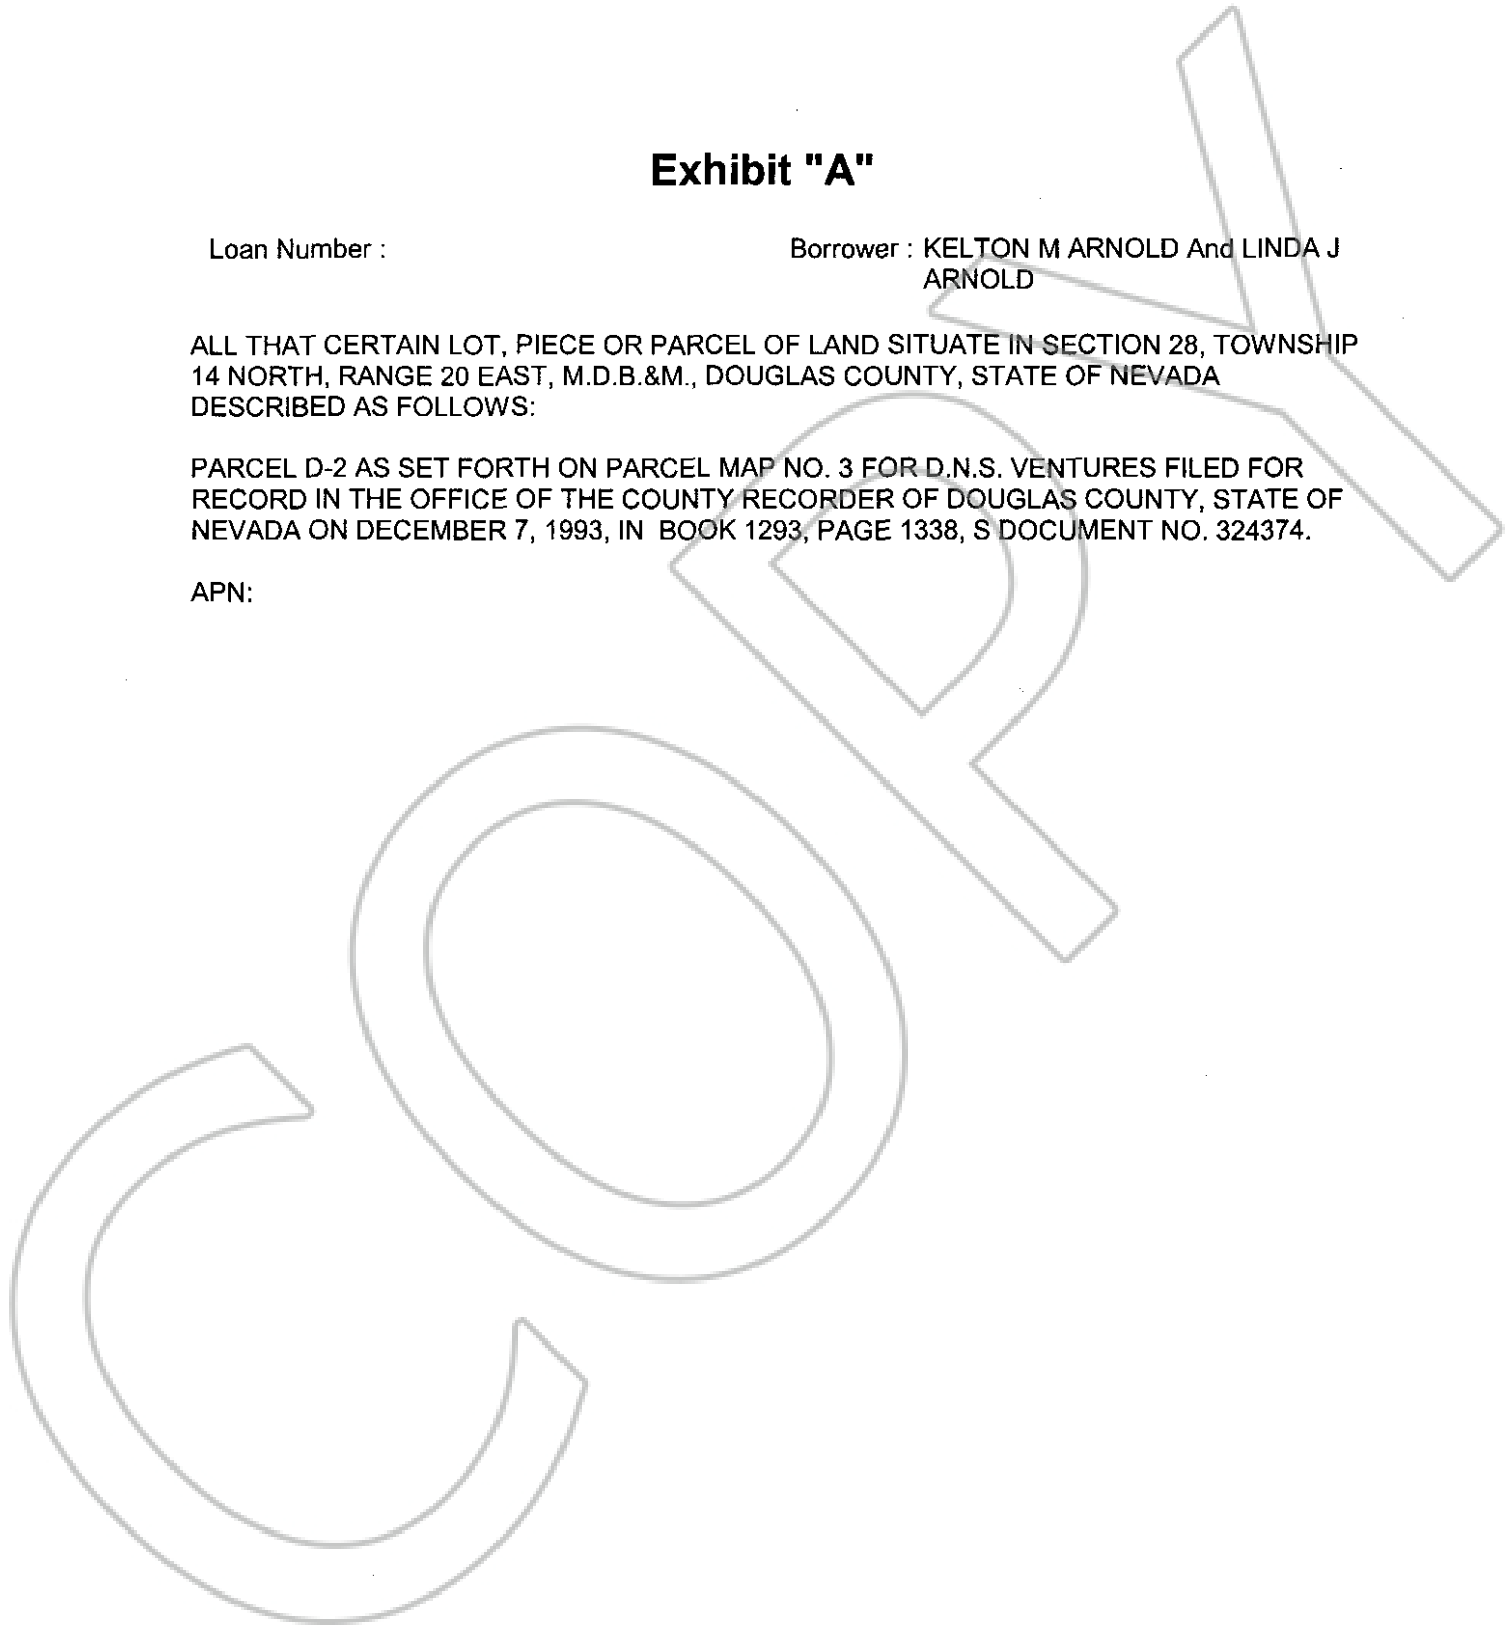 Exhibit "A"
Loan Number :
Borrower : KELTON M ARNOLD And LINDA J
ARNOLD
ALL THAT CERTAIN LOT, PIECE OR PARCEL OF LAND SITUATE IN SECTION 28, TOWNSHIP
14 NORTH, RANGE 20 EAST, M.D.B.&M., DOUGLAS COUNTY, STATE OF NEVADA
DESCRIBED AS FOLLOWS:
PARCEL D-2 AS SET FORTH ON PARCEL MAP NO. 3 FOR D.N.S. VENTURES FILED FOR
RECORD IN THE OFFICE OF THE COUNTY RECORDER OF DOUGLAS COUNTY, STATE OF
NEVADA ON DECEMBER 7, 1993, IN BOOK 1293, PAGE 1338, S DOCUMENT NO. 324374.
APN:
COPY